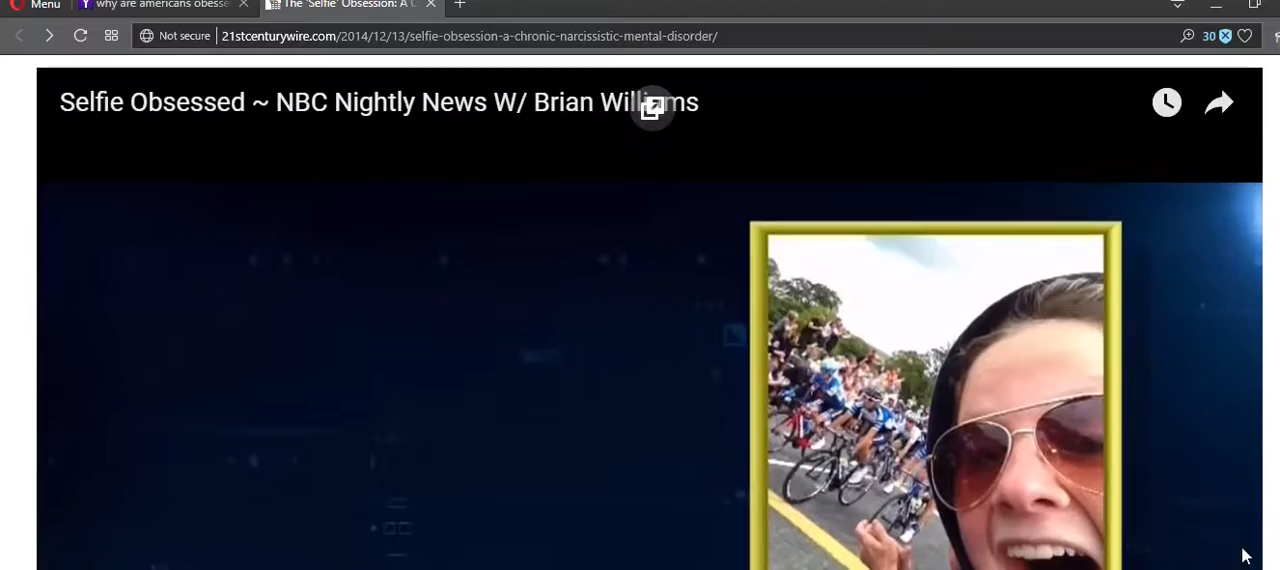 Menu
why are americans obesse
The 'Selfie' Obsession: A C
Not secure
21stcenturywire.com/2014/12/13/selfie-obsession-a-chronic-narcissistic-mental-disorder/
30
Selfie Obsessed ~ NBC Nightly News W/ Brian Williams